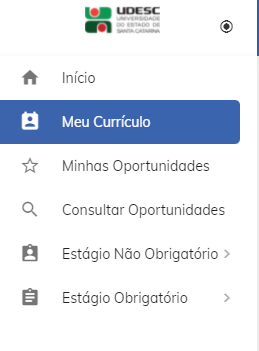 UDESC
UNIVERSIDADE
DO ESTADO DE
SANTA CATARINA
Início
Meu Currículo
Minhas Oportunidades
Consultar Oportunidades
Estágio Não Obrigatório
Estágio Obrigatório